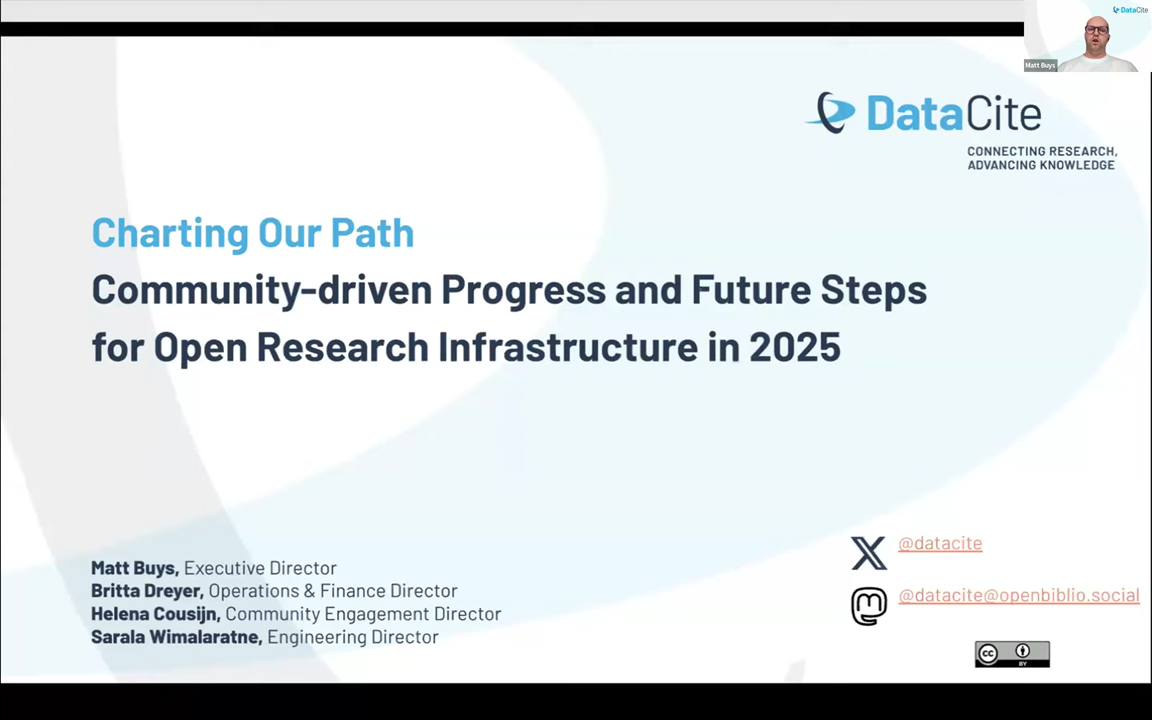 DataCite
Matt Buys
DataCite
CONNECTING RESEARCH,
ADVANCING KNOWLEDGE
Charting Our Path
Community-driven Progress and Future Steps
for Open Research Infrastructure in 2025
Matt Buys, Executive Director
Britta Dreyer, Operations & Finance Director
Helena Cousijn, Community Engagement Director
Sarala Wimalaratne, Engineering Director
@datacite
@datacite@openbiblio.social
CC BY